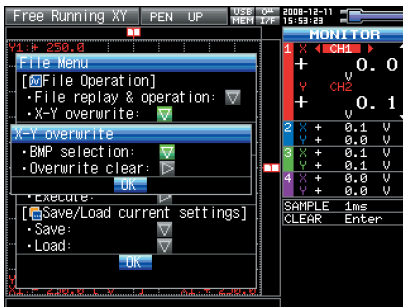 Free Running XY PEN UP USB MEM I/F 2008-12-11 15:53:23
Y1:+ 250.0
File Menu
[File Operation]
・File replay & operation:
・X-Y overwrite:
X-Y overwrite
・BMP selection:
・Overwrite clear:
OK
・Execute:
[Save/Load current settings]
・Save:
・Load:
OK
MONITOR
1 X CH1
+ 0. 0
V
Y CH2
+ 0. 1
V
2 X + 0.1 V
Y + 0.0 V
3 X + 0.1 V
Y + 0.1 V
4 X + 0.0 V
Y + 0.0 V
SAMPLE 1ms
CLEAR Enter